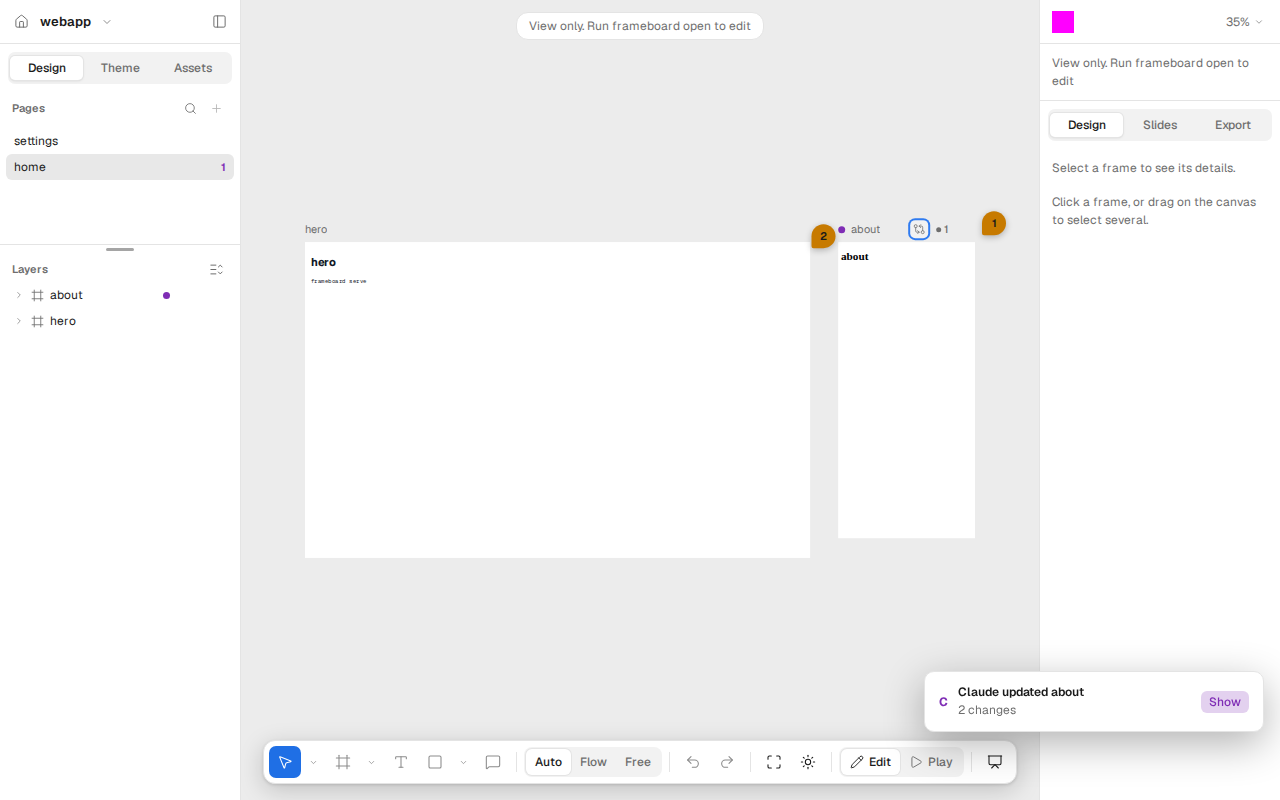 webapp
View only. Run frameboard open to edit
35%
Design
Theme
Assets
View only. Run frameboard open to
edit
Pages
Design
Slides
Export
settings
home
1
Select a frame to see its details.
Click a frame, or drag on the canvas
to select several.
hero
2
about
1
1
hero
frameboard serve
about
Layers
about
hero
C
Claude updated about
2 changes
Show
Auto
Flow
Free
Edit
Play